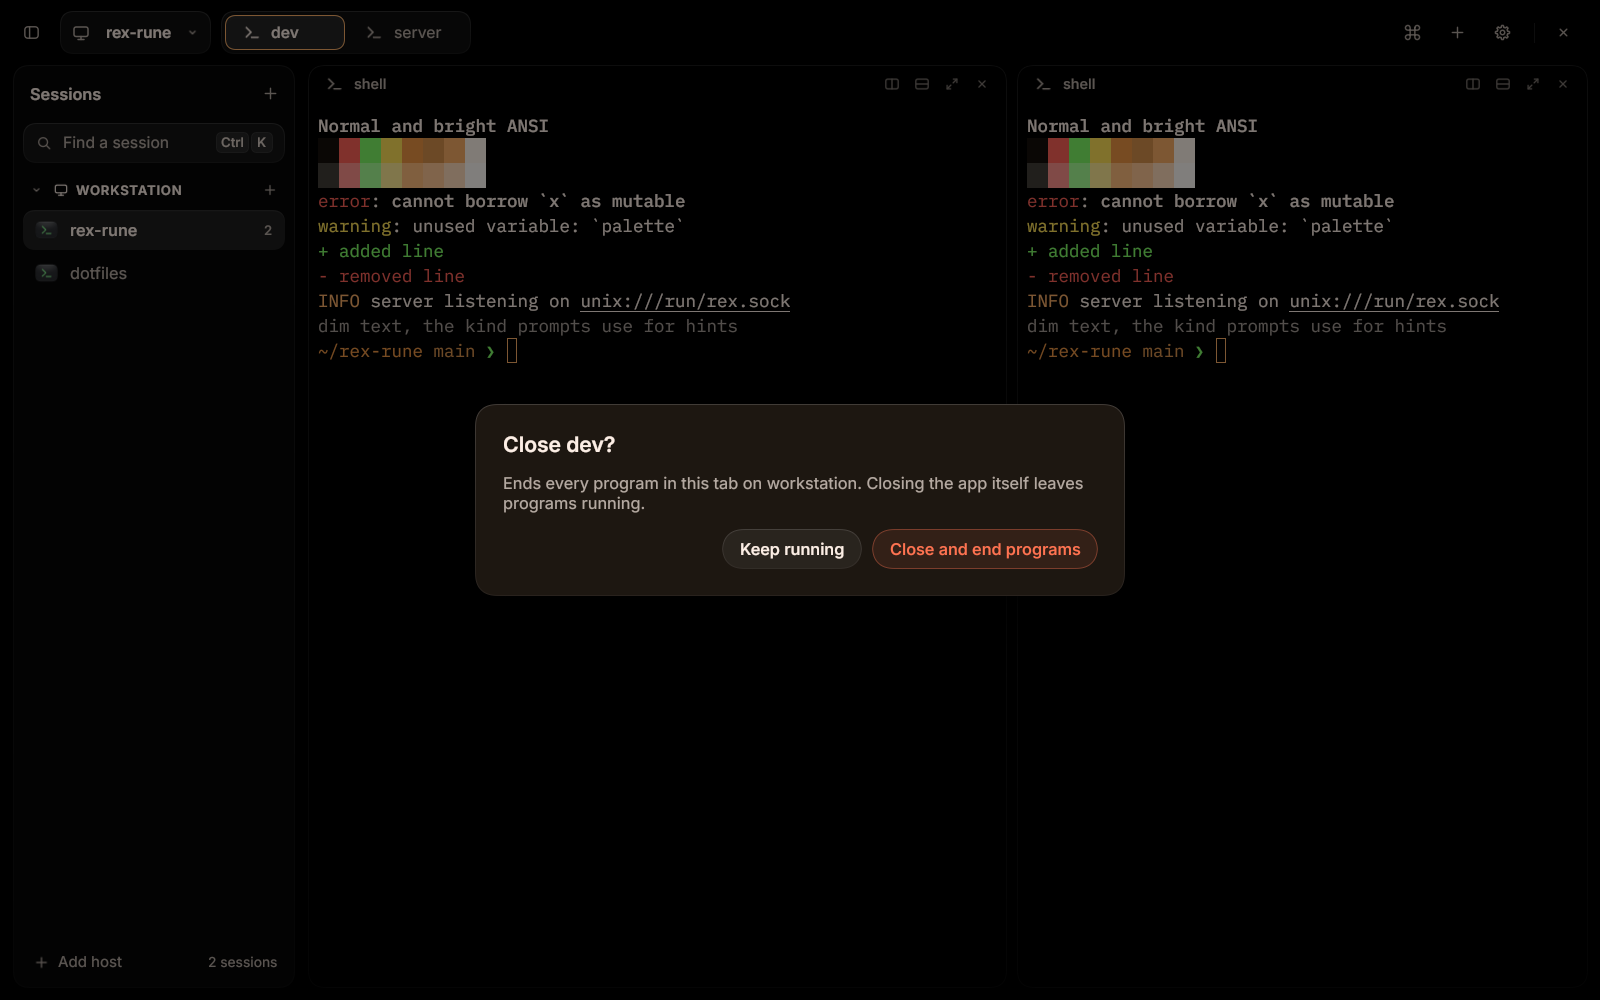 rex-rune
dev
server
Sessions
Find a session
Ctrl K
WORKSTATION
rex-rune 2
dotfiles
Add host
2 sessions
shell
Normal and bright ANSI
error: cannot borrow `x` as mutable
warning: unused variable: `palette`
+ added line
- removed line
INFO server listening on unix:///run/rex.sock
dim text, the kind prompts use for hints
~/rex-rune main ❯
shell
Normal and bright ANSI
error: cannot borrow `x` as mutable
warning: unused variable: `palette`
+ added line
- removed line
INFO server listening on unix:///run/rex.sock
dim text, the kind prompts use for hints
~/rex-rune main ❯
Close dev?
Ends every program in this tab on workstation. Closing the app itself leaves
programs running.
Keep running
Close and end programs